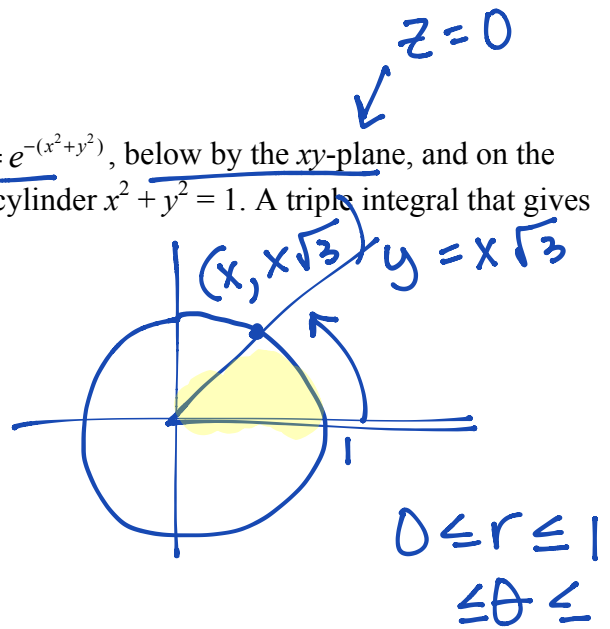 z = 0
= e^{-(x²+y²)}, below by the xy-plane, and on the
cylinder x² + y² = 1. A triple integral that gives
(x, x√3) y = x√3
1
0 ≤ r ≤ 1
≤ θ ≤